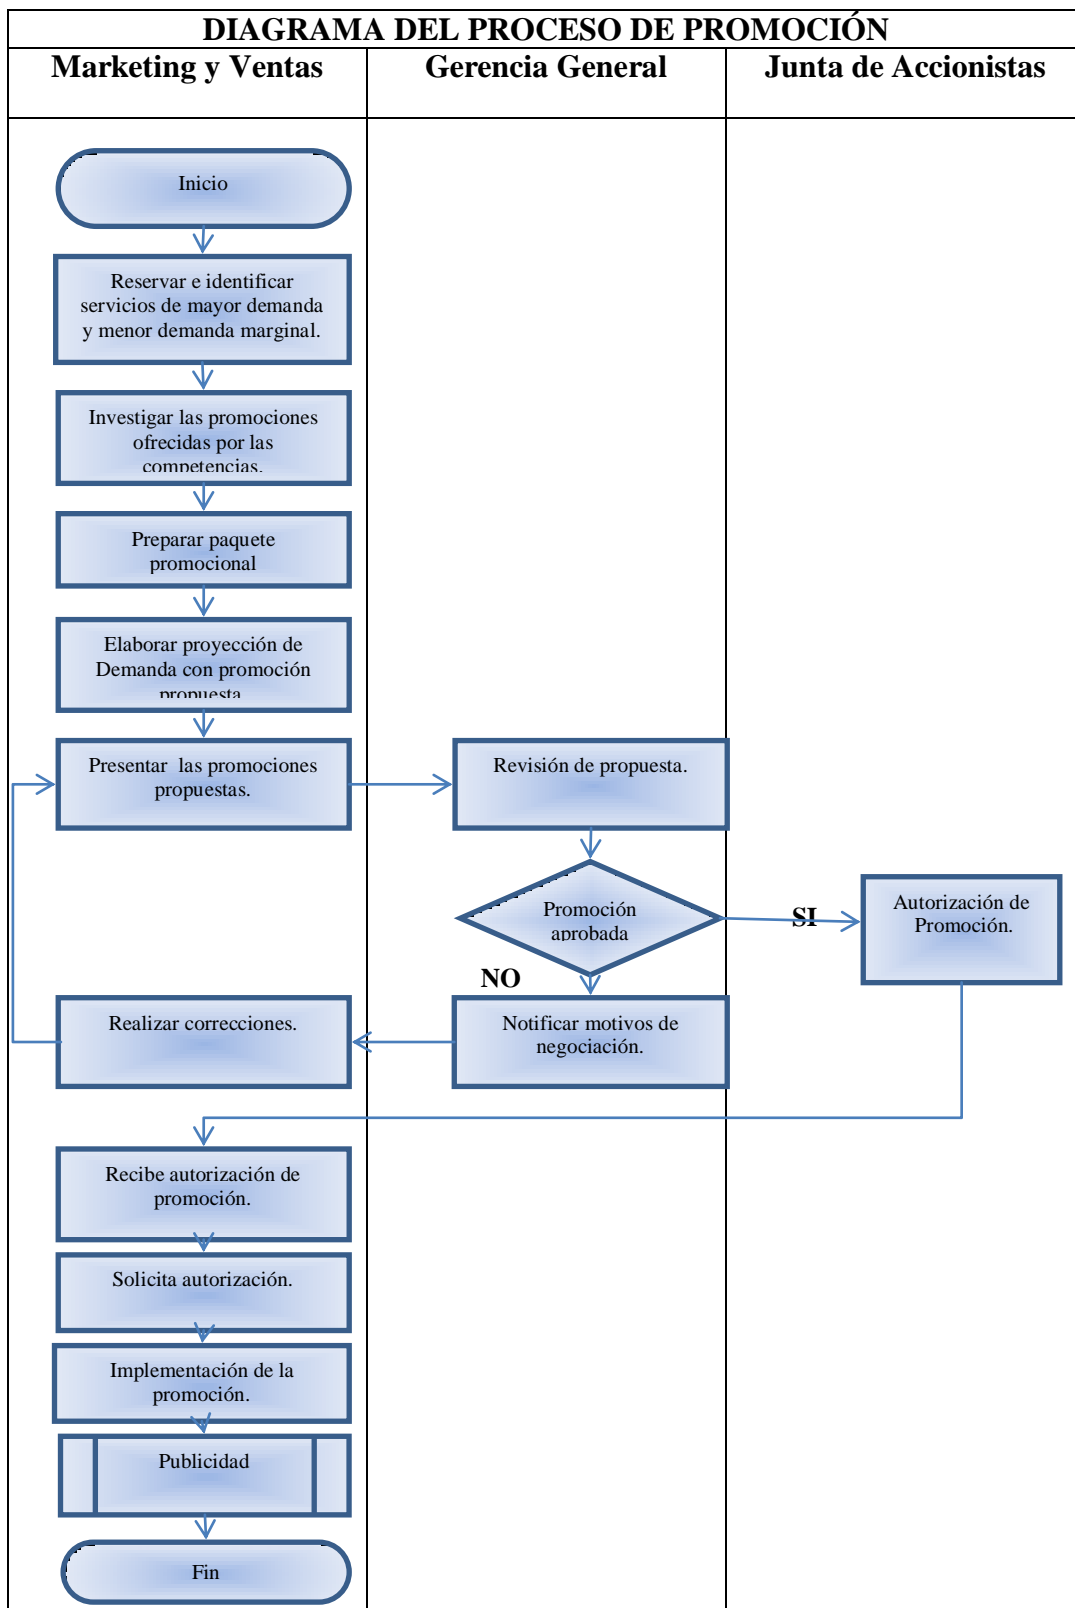 DIAGRAMA DEL PROCESO DE PROMOCIÓN
Marketing y Ventas
Gerencia General
Junta de Accionistas
Inicio
Reservar e identificar
servicios de mayor demanda
y menor demanda marginal.
Investigar las promociones
ofrecidas por las
competencias.
Preparar paquete
promocional
Elaborar proyección de
Demanda con promoción
propuesta
Presentar las promociones
propuestas.
Revisión de propuesta.
Promoción
aprobada
SI
Autorización de
Promoción.
NO
Notificar motivos de
negociación.
Realizar correcciones.
Recibe autorización de
promoción.
Solicita autorización.
Implementación de la
promoción.
Publicidad
Fin